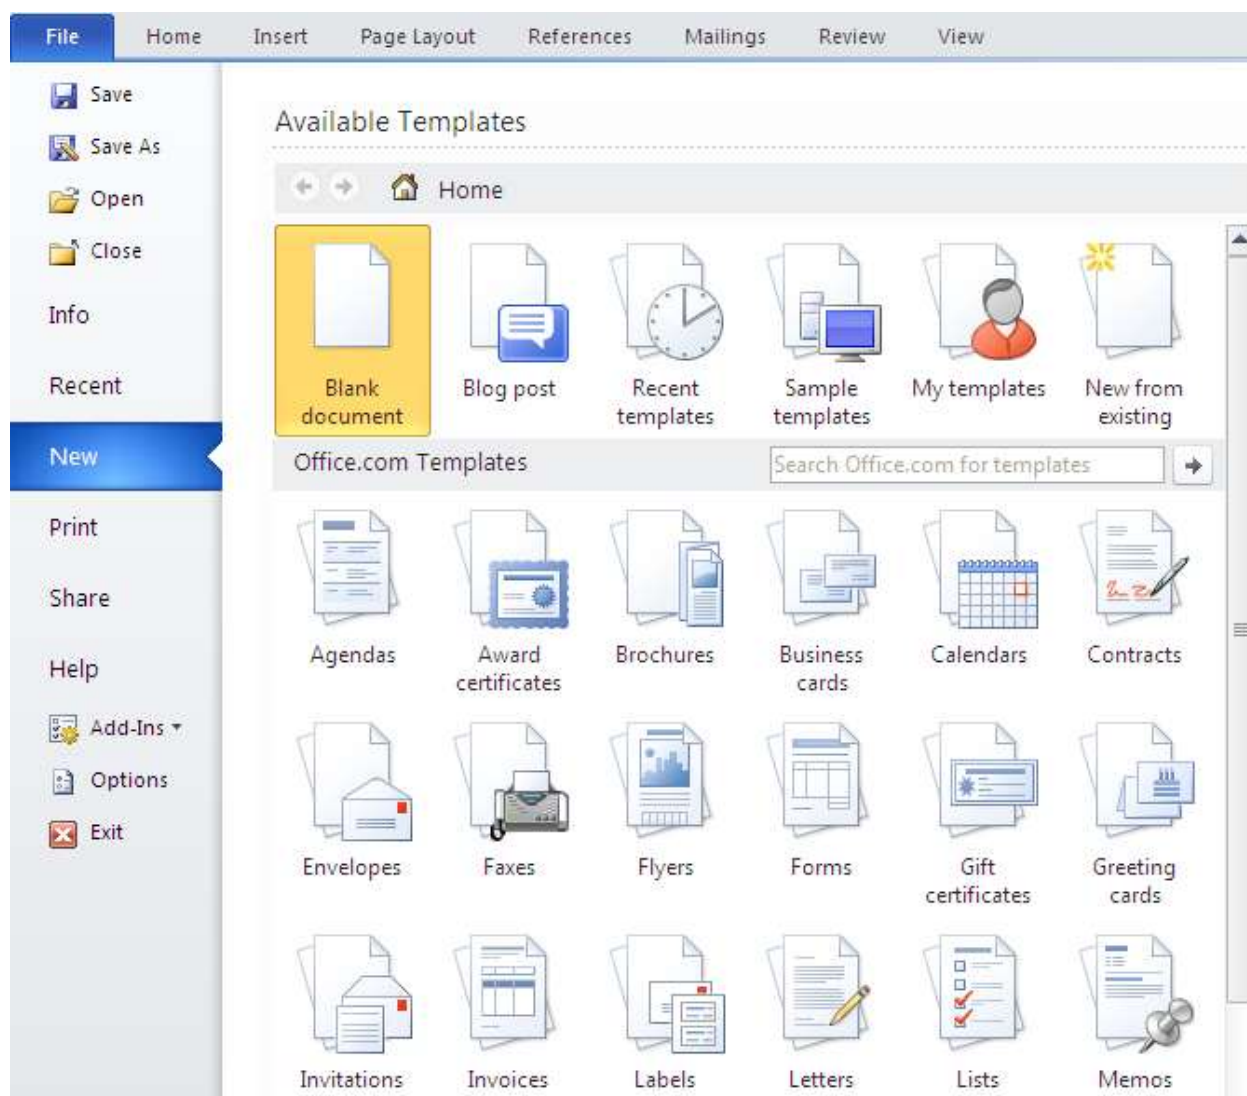 File Home Insert Page Layout References Mailings Review View
Save
Save As
Open
Close
Info
Recent
New
Print
Share
Help
Add-Ins
Options
Exit
Available Templates
Home
Blank document
Blog post
Recent templates
Sample templates
My templates
New from existing
Office.com Templates
Search Office.com for templates
Agendas
Award certificates
Brochures
Business cards
Calendars
Contracts
Envelopes
Faxes
Flyers
Forms
Gift certificates
Greeting cards
Invitations
Invoices
Labels
Letters
Lists
Memos